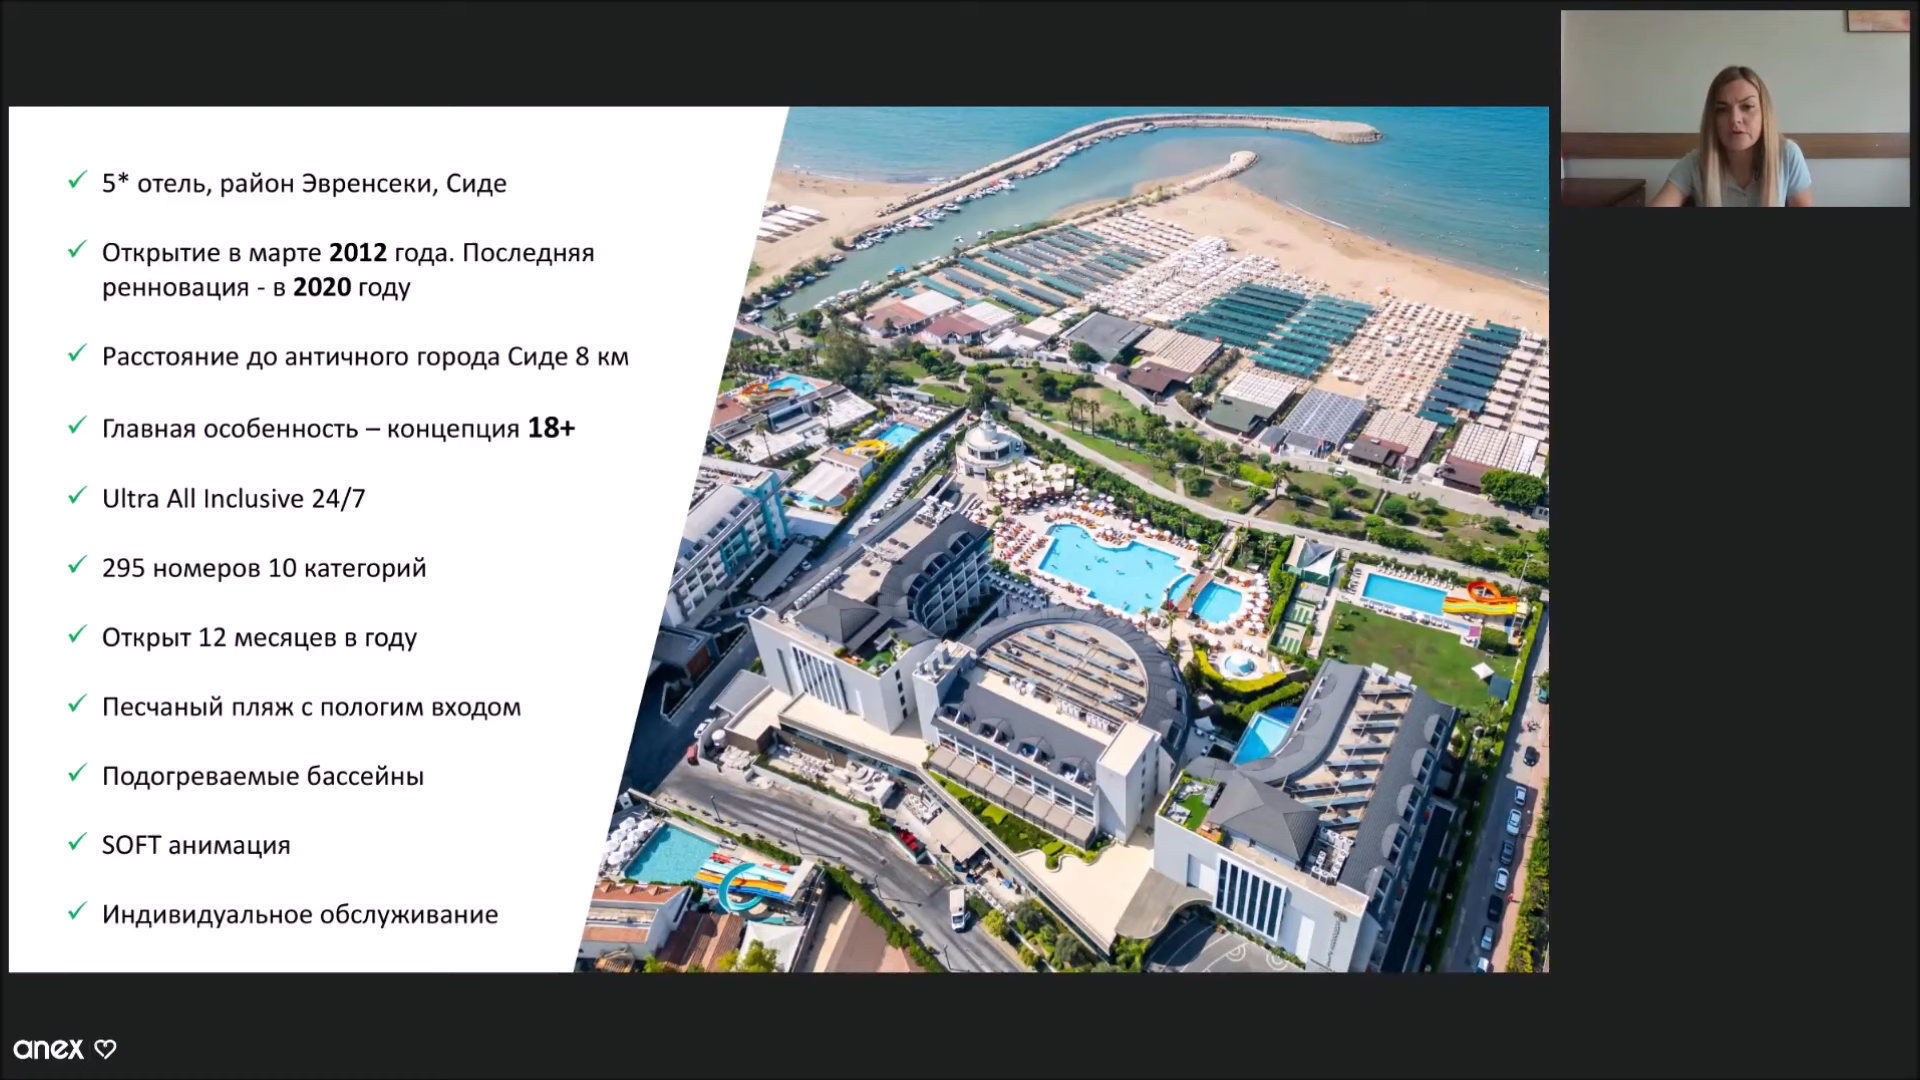 5* отель, район Эвренсеки, Сиде
Открытие в марте 2012 года. Последняя
ренновация - в 2020 году
Расстояние до античного города Сиде 8 км
Главная особенность – концепция 18+
Ultra All Inclusive 24/7
295 номеров 10 категорий
Открыт 12 месяцев в году
Песчаный пляж с пологим входом
Подогреваемые бассейны
SOFT анимация
Индивидуальное обслуживание
anex